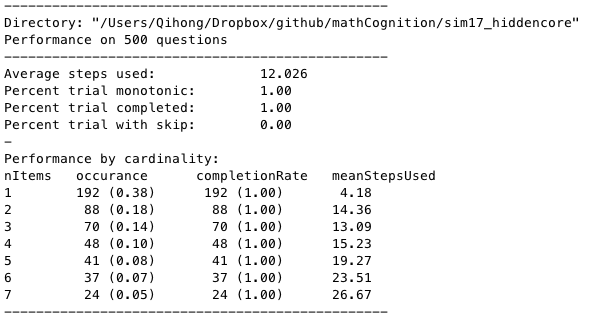 ------------------------------------------------
Directory: "/Users/Qihong/Dropbox/github/mathCognition/sim17_hiddencore"
Performance on 500 questions
------------------------------------------------
Average steps used: 12.026
Percent trial monotonic: 1.00
Percent trial completed: 1.00
Percent trial with skip: 0.00
-
Performance by cardinality:
nItems occurance completionRate meanStepsUsed
1 192 (0.38) 192 (1.00) 4.18
2 88 (0.18) 88 (1.00) 14.36
3 70 (0.14) 70 (1.00) 13.09
4 48 (0.10) 48 (1.00) 15.23
5 41 (0.08) 41 (1.00) 19.27
6 37 (0.07) 37 (1.00) 23.51
7 24 (0.05) 24 (1.00) 26.67
------------------------------------------------